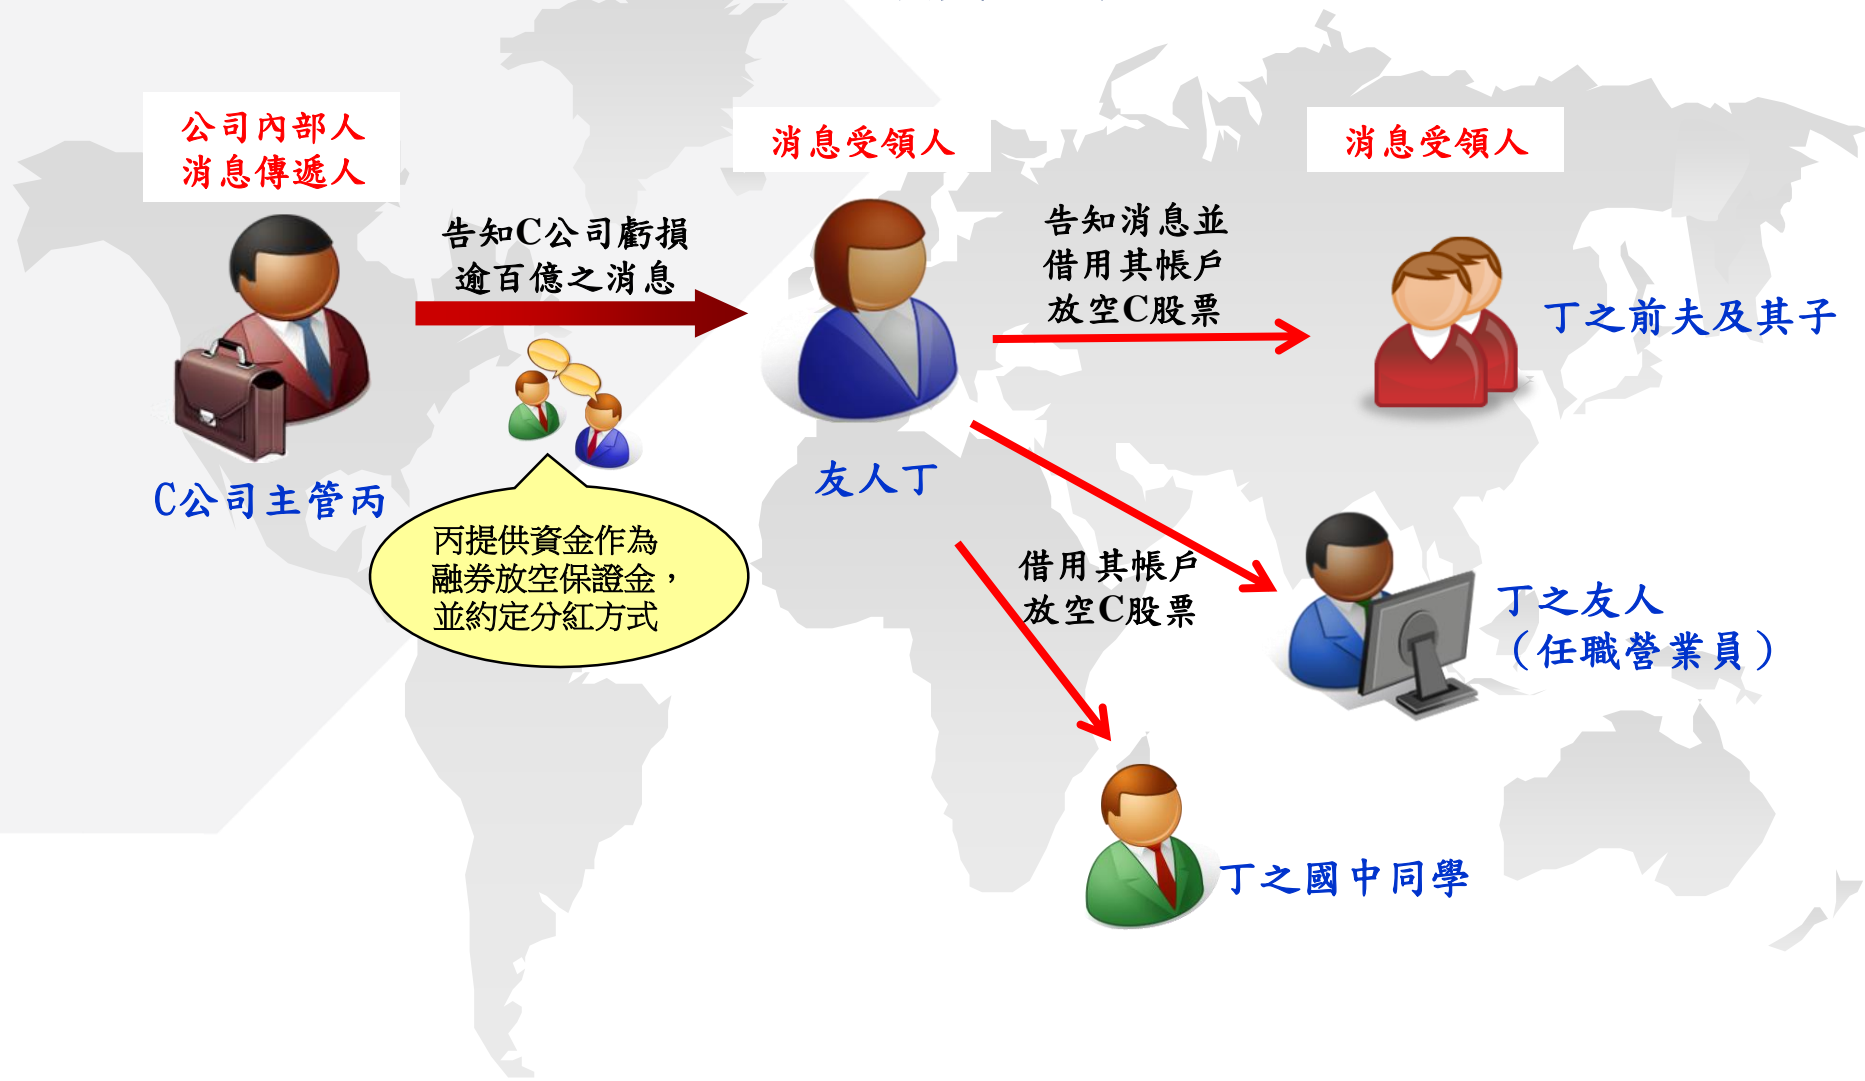 公司內部人
消息傳遞人
消息受領人
消息受領人
告知C公司虧損
逾百億之消息
告知消息並
借用其帳戶
放空C股票
丁之前夫及其子
C公司主管丙
友人丁
丙提供資金作為
融券放空保證金，
並約定分紅方式
借用其帳戶
放空C股票
丁之友人
（任職營業員）
丁之國中同學